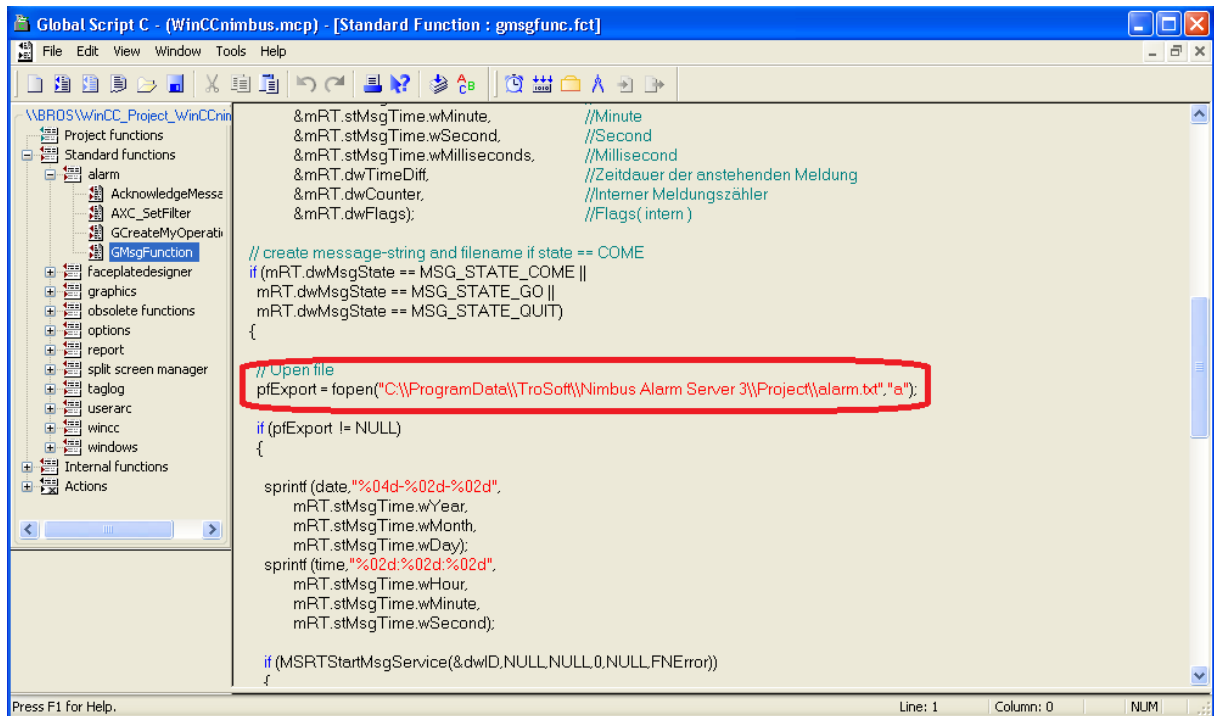 Global Script C - (WinCCnimbus.mcp) - [Standard Function : gmsgfunc.fct]
File Edit View Window Tools Help
\\BROS\WinCC_Project_WinCCnin
Project functions
Standard functions
alarm
AcknowledgeMessa
AXC_SetFilter
GCreateMyOperati
GMsgFunction
faceplatedesigner
graphics
obsolete functions
options
report
split screen manager
taglog
userarc
wincc
windows
Internal functions
Actions
&mRT.stMsgTime.wMinute, //Minute
&mRT.stMsgTime.wSecond, //Second
&mRT.stMsgTime.wMilliseconds, //Millisecond
&mRT.dwTimeDiff, //Zeitdauer der anstehenden Meldung
&mRT.dwCounter, //Interner Meldungszähler
&mRT.dwFlags); //Flags( intern )
// create message-string and filename if state == COME
if (mRT.dwMsgState == MSG_STATE_COME ||
mRT.dwMsgState == MSG_STATE_GO ||
mRT.dwMsgState == MSG_STATE_QUIT)
{
// Open file
pfExport = fopen("C:\\ProgramData\\TroSoft\\Nimbus Alarm Server 3\\Project\\alarm.txt","a");
if (pfExport != NULL)
{
sprintf (date,"%04d-%02d-%02d",
mRT.stMsgTime.wYear,
mRT.stMsgTime.wMonth,
mRT.stMsgTime.wDay);
sprintf (time,"%02d:%02d:%02d",
mRT.stMsgTime.wHour,
mRT.stMsgTime.wMinute,
mRT.stMsgTime.wSecond);
if (MSRTStartMsgService(&dwID,NULL,NULL,0,NULL,FNError))
{
Press F1 for Help. Line: 1 Column: 0 NUM